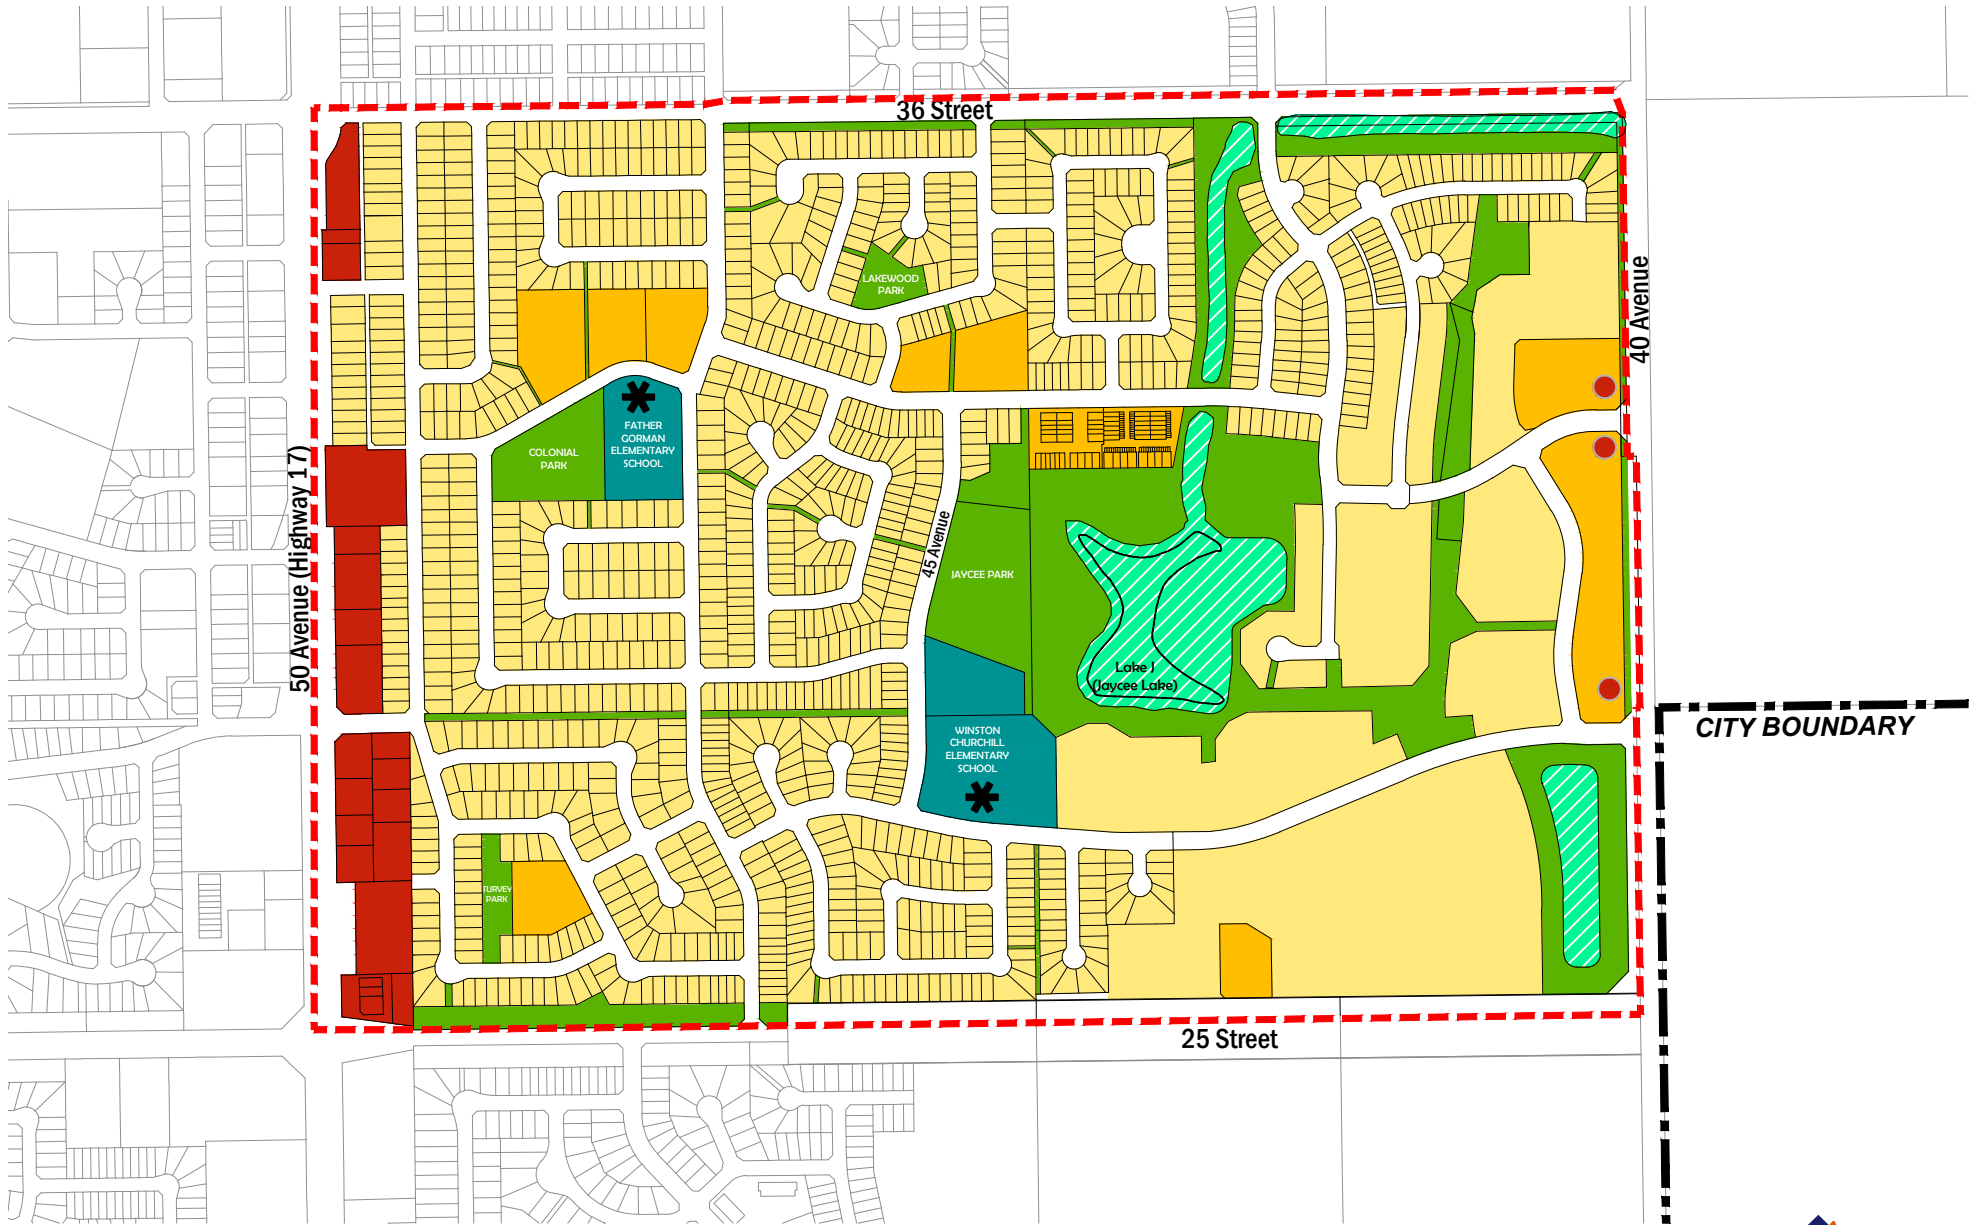 36 Street
LAKEWOOD
PARK
40 Avenue
COLONIAL
PARK
FATHER
GORMAN
ELEMENTARY
SCHOOL
50 Avenue (Highway 17)
45 Avenue
JAYCEE PARK
Lake J
(Jaycee Lake)
WINSTON
CHURCHILL
ELEMENTARY
SCHOOL
CITY BOUNDARY
TURVEY
PARK
25 Street